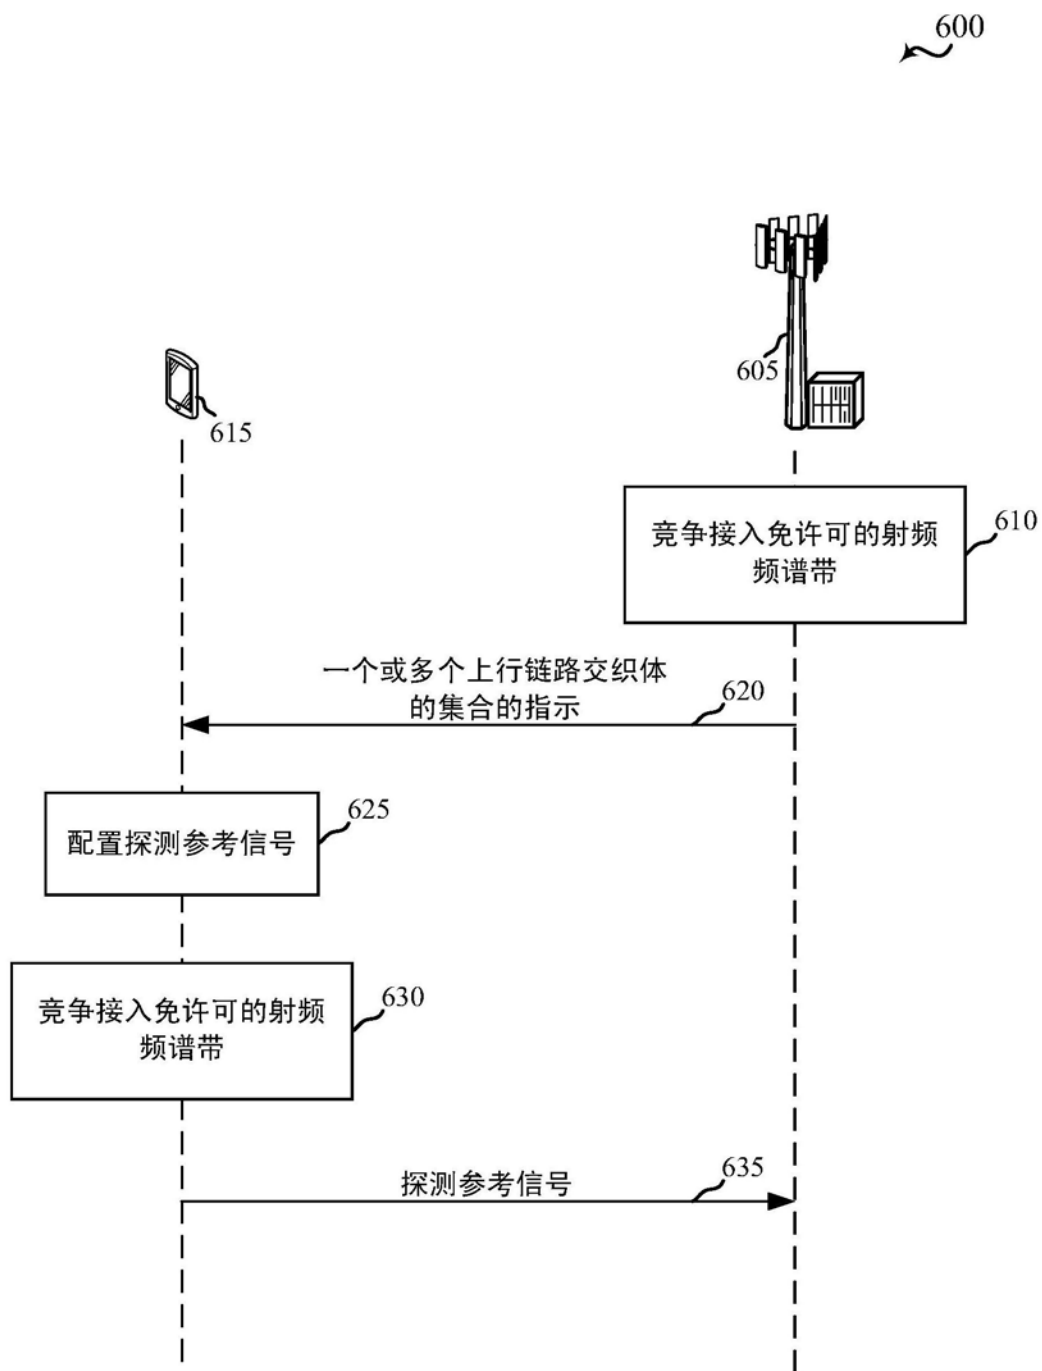 600
605
615
竞争接入免许可的射频
频谱带
610
一个或多个上行链路交织体
的集合的指示
620
配置探测参考信号
625
竞争接入免许可的射频
频谱带
630
探测参考信号
635